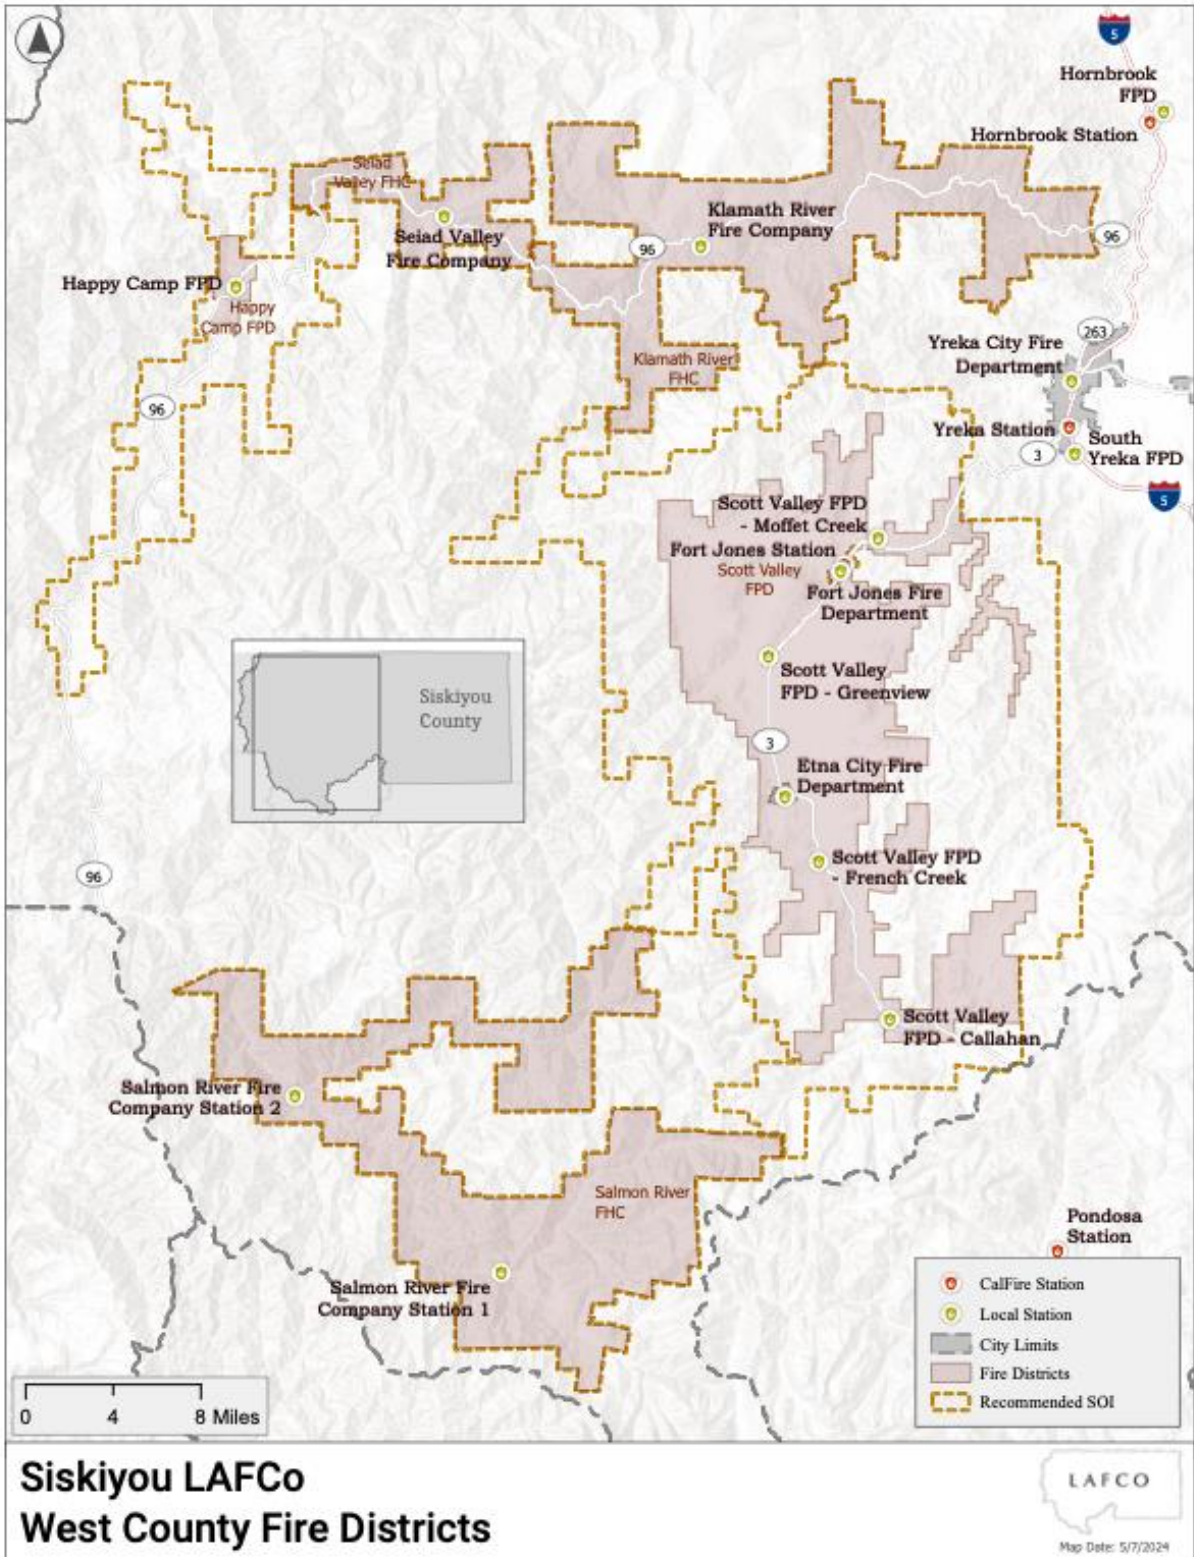 5
Hornbrook
FPD
Hornbrook Station
Seiad
Valley FHC
Klamath River
Fire Company
Seiad Valley
Fire Company
96
96
Happy Camp FPD
Happy
Camp FPD
263
Yreka City Fire
Department
Klamath River
FHC
96
Yreka Station
South
Yreka FPD
3
5
Scott Valley FPD
- Moffet Creek
Fort Jones Station
Scott Valley
FPD
Fort Jones Fire
Department
Scott Valley
FPD - Greenview
Siskiyou
County
3
Etna City Fire
Department
Scott Valley FPD
- French Creek
96
Scott Valley
FPD - Callahan
Salmon River Fire
Company Station 2
Salmon River
FHC
Pondosa
Station
Salmon River Fire
Company Station 1
CalFire Station
Local Station
City Limits
Fire Districts
Recommended SOI
0 4 8 Miles
Siskiyou LAFCo
West County Fire Districts
LAFCO
Map Date: 5/7/2024